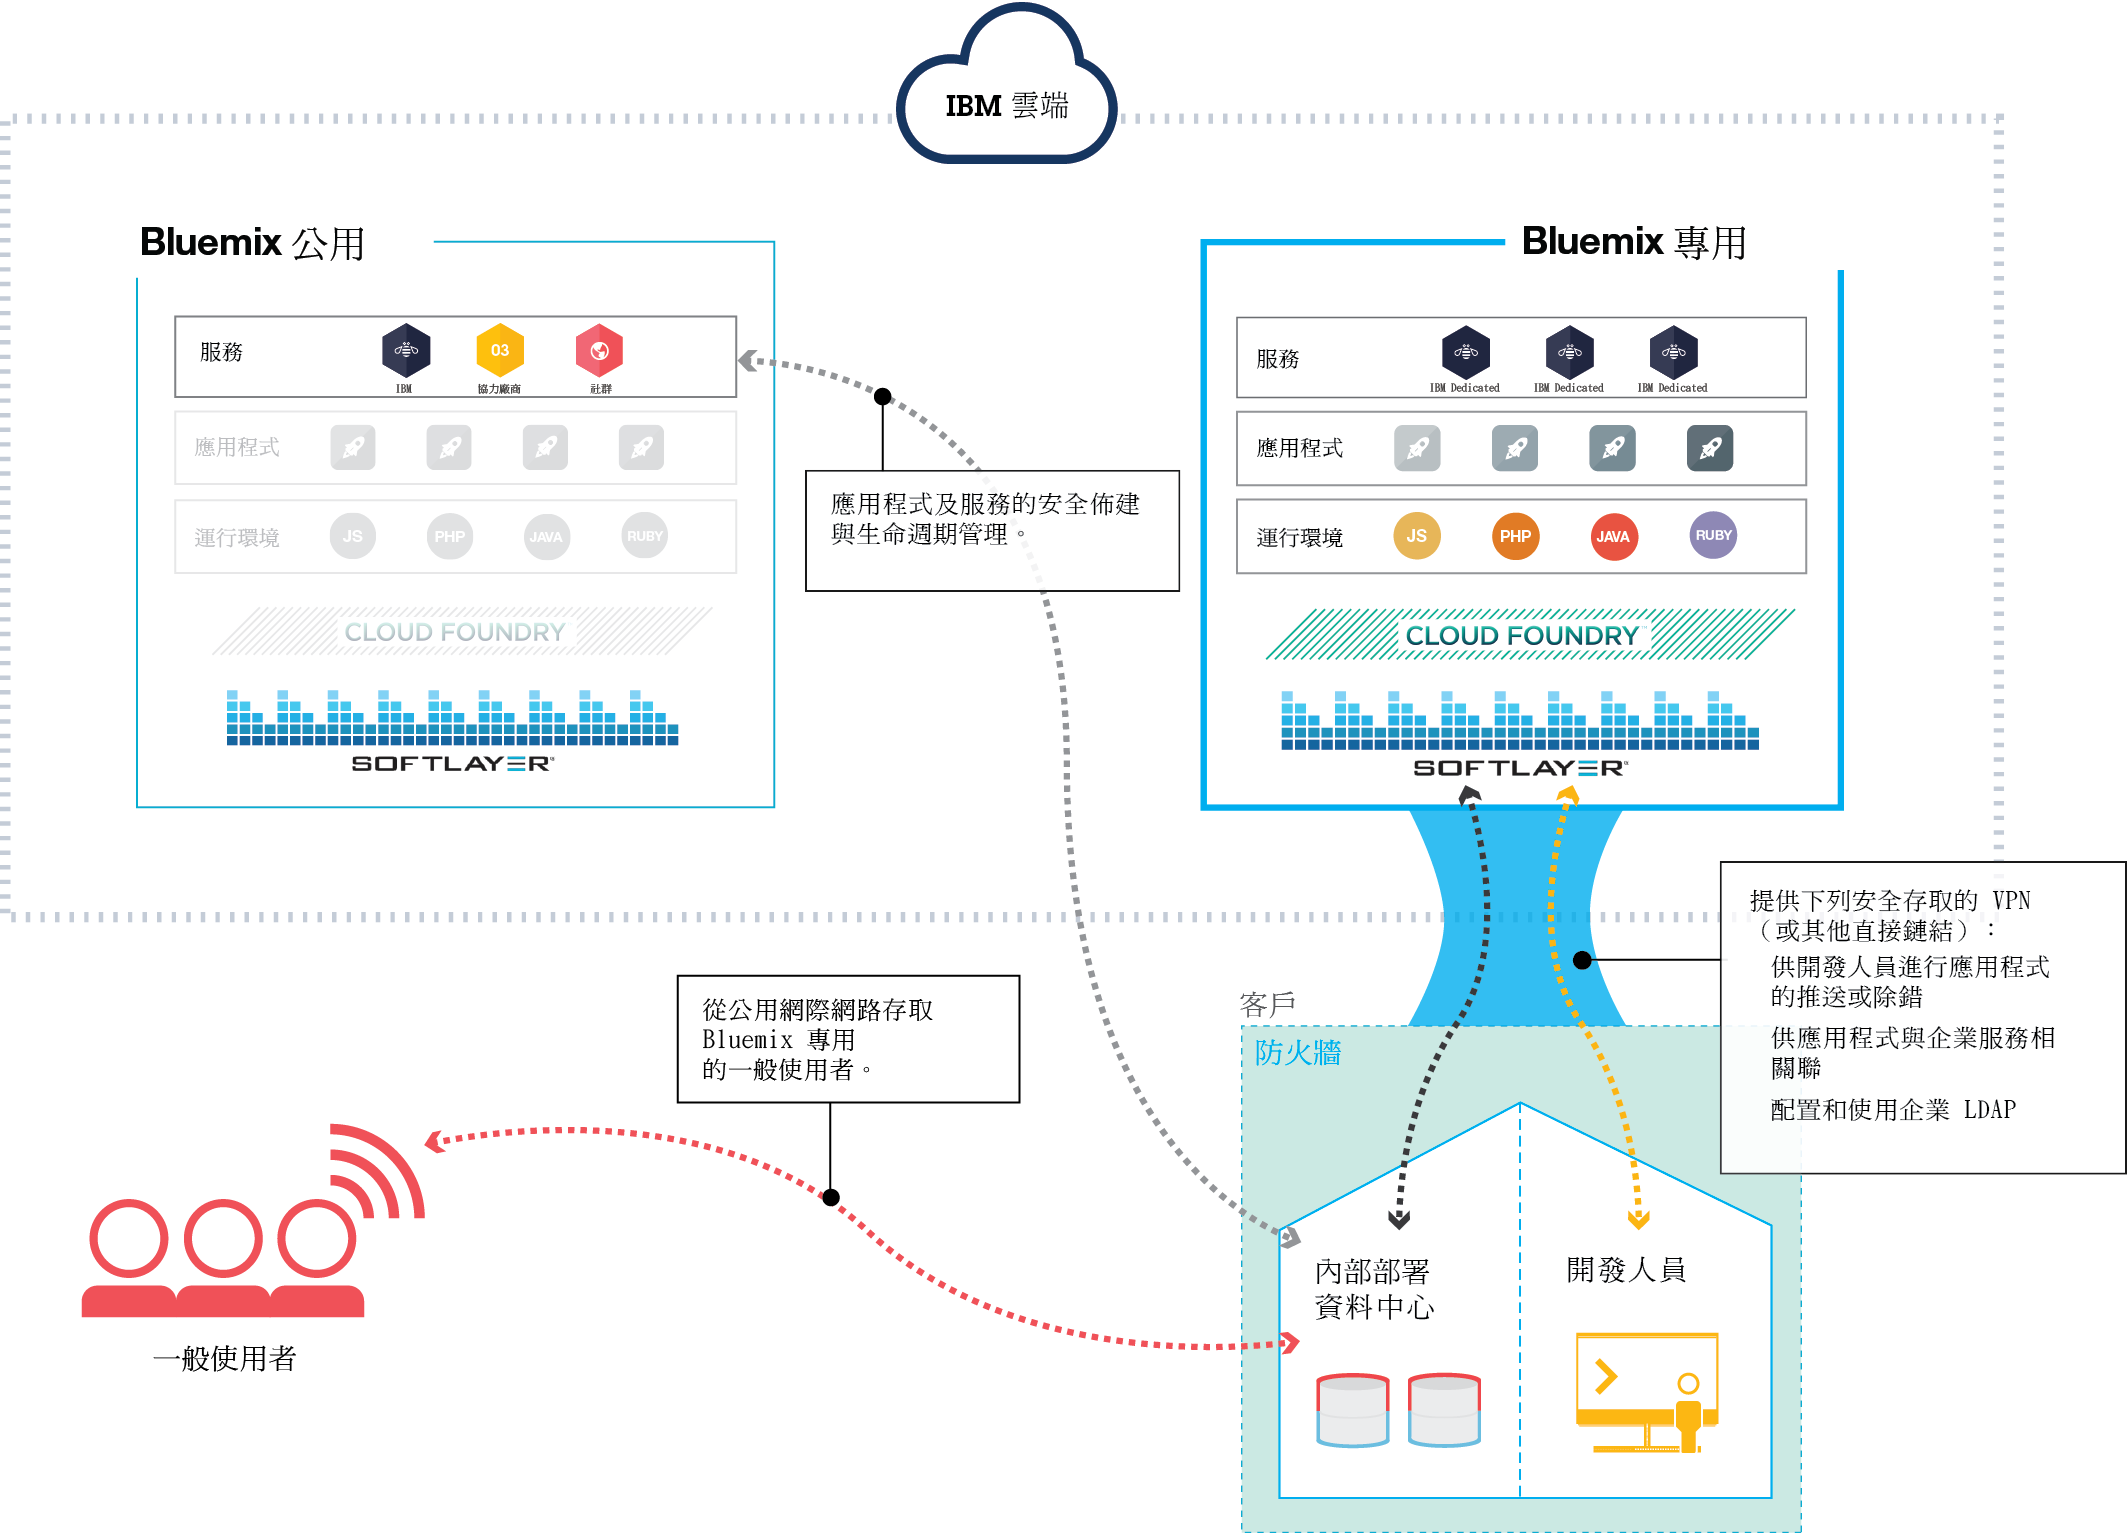 IBM 雲端
Bluemix 公用
服務
03
IBM
協力廠商
社群
應用程式
運行環境
JS
PHP
JAVA
RUBY
CLOUD FOUNDRY
SOFTLAYER
應用程式及服務的安全佈建
與生命週期管理。
Bluemix 專用
服務
IBM Dedicated
IBM Dedicated
IBM Dedicated
應用程式
運行環境
JS
PHP
JAVA
RUBY
CLOUD FOUNDRY
SOFTLAYER
提供下列安全存取的 VPN
（或其他直接鏈結）：
供開發人員進行應用程式
的推送或除錯
供應用程式與企業服務相
關聯
配置和使用企業 LDAP
從公用網際網路存取
Bluemix 專用
的一般使用者。
一般使用者
客戶
防火牆
內部部署
資料中心
開發人員